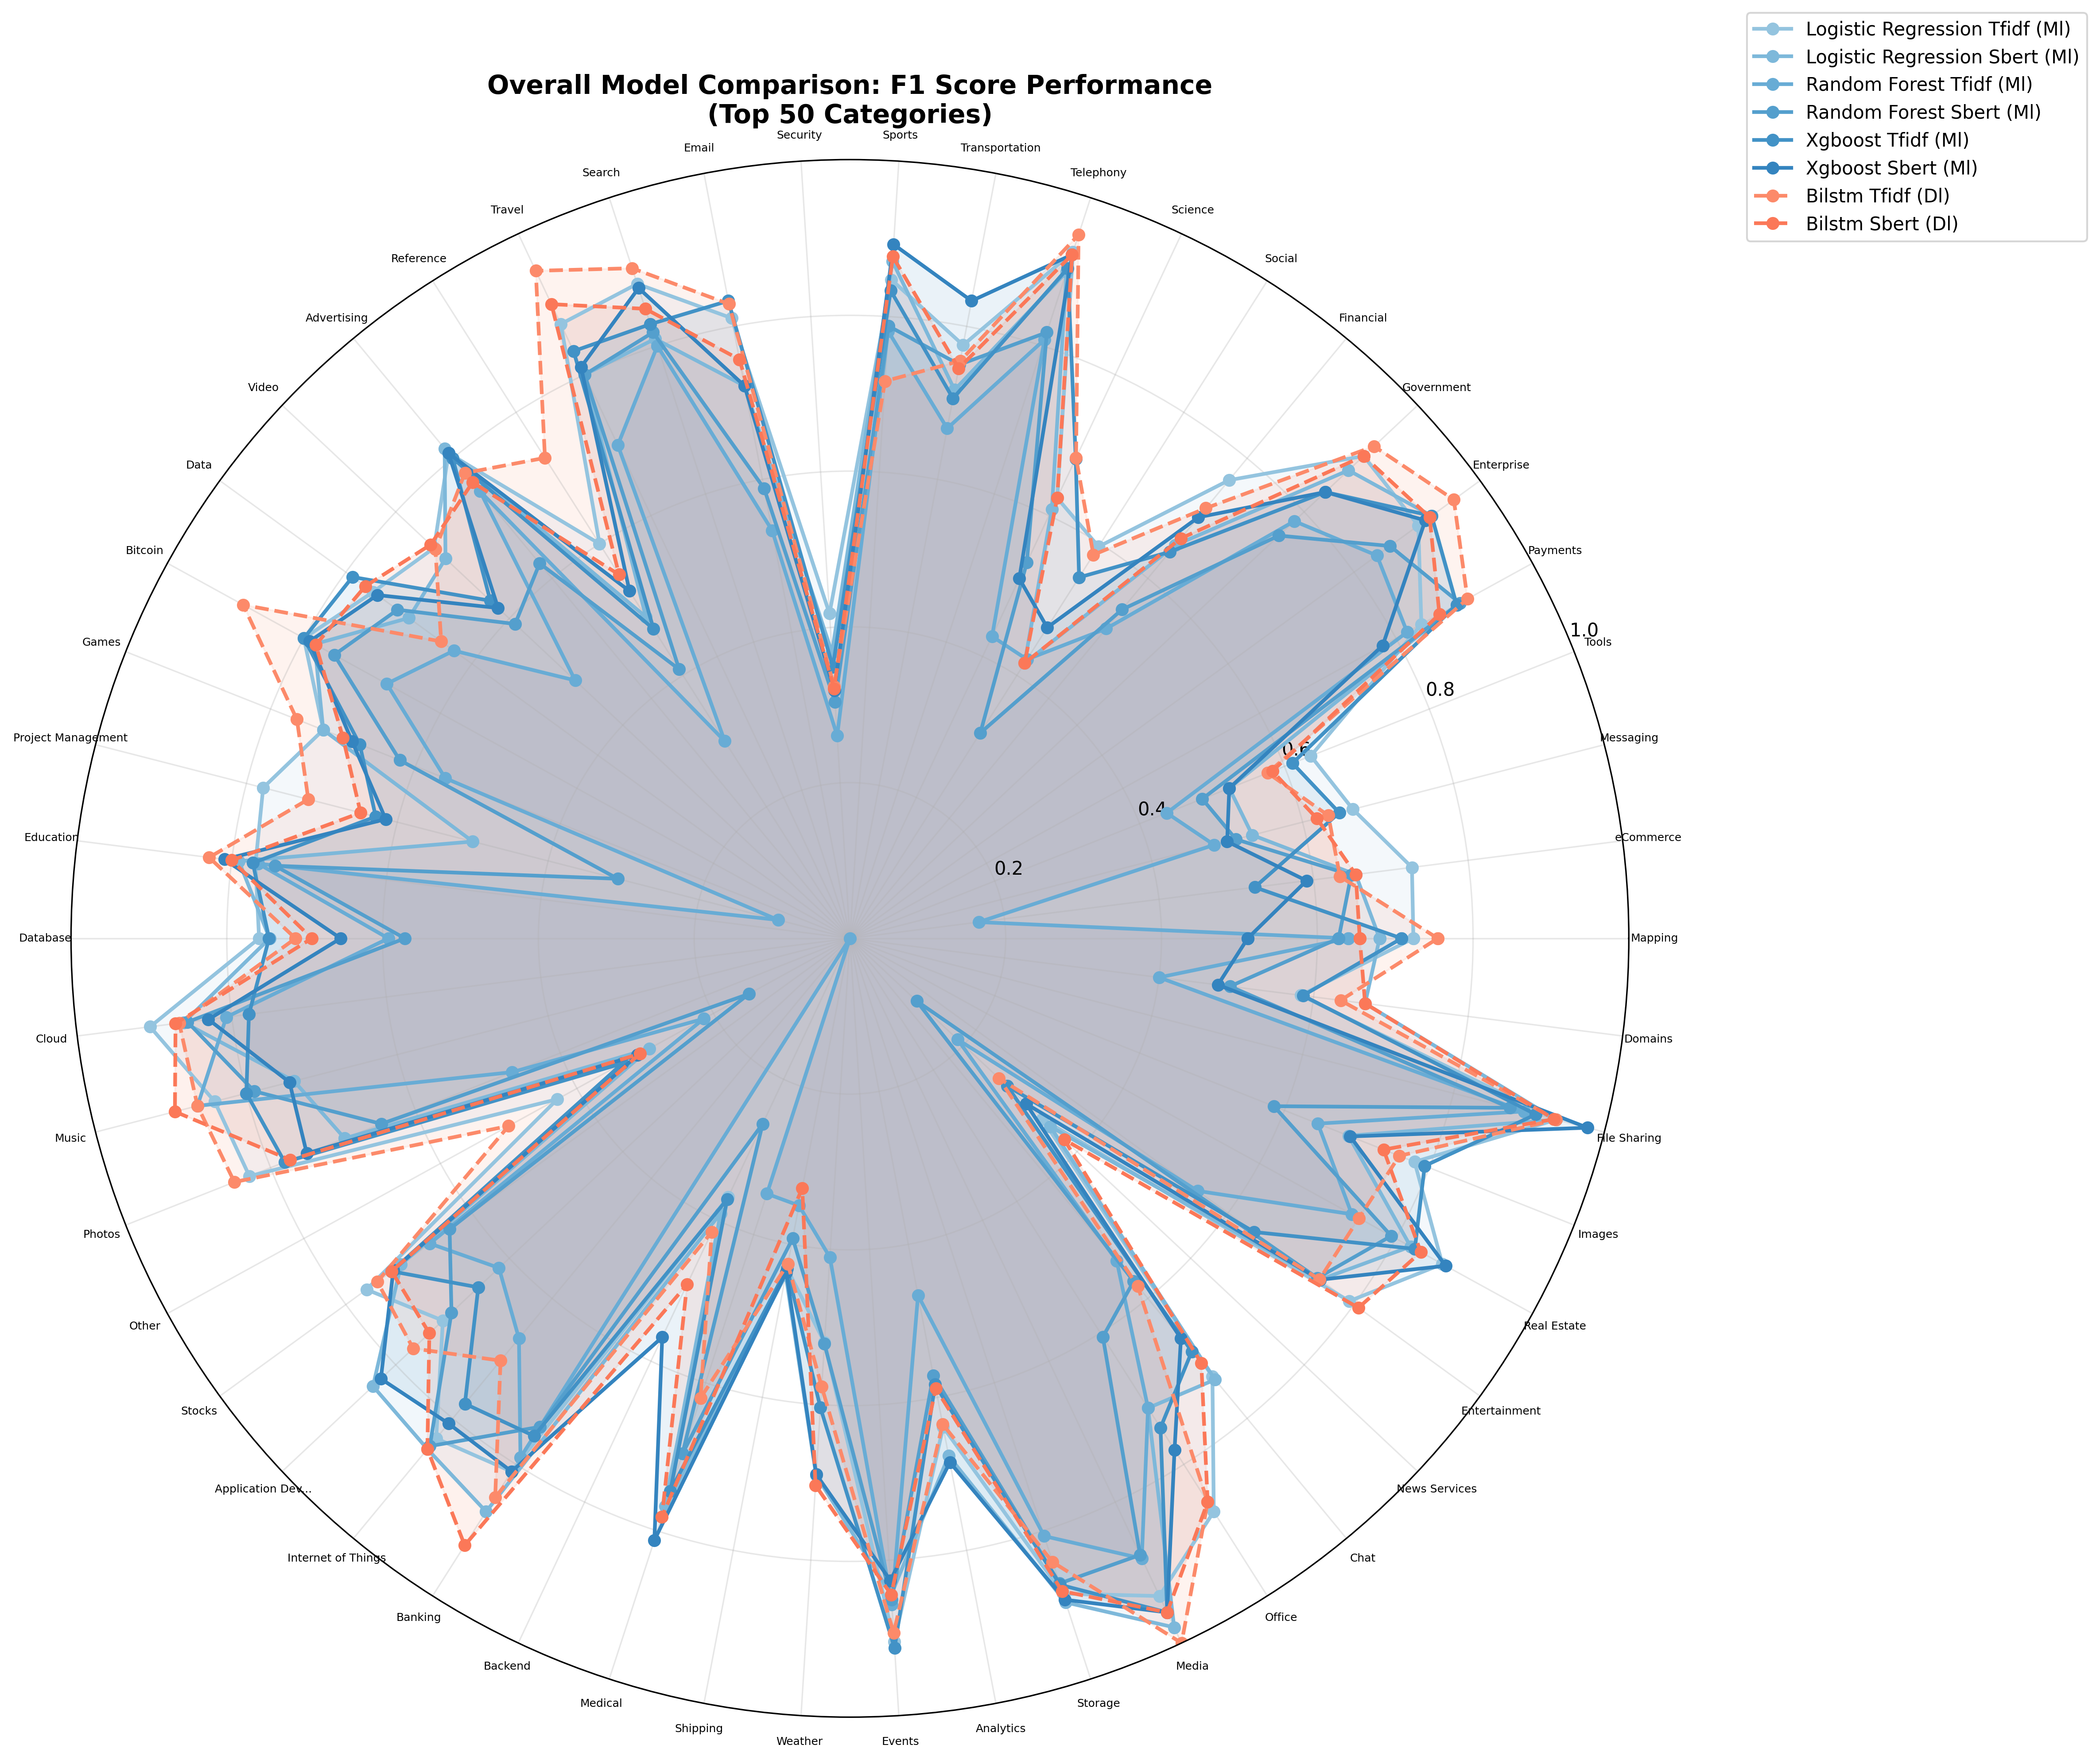 Overall Model Comparison: F1 Score Performance
(Top 50 Categories)
Logistic Regression Tfidf (Ml)
Logistic Regression Sbert (Ml)
Random Forest Tfidf (Ml)
Random Forest Sbert (Ml)
Xgboost Tfidf (Ml)
Xgboost Sbert (Ml)
Bilstm Tfidf (Dl)
Bilstm Sbert (Dl)
Security
Sports
Email
Transportation
Search
Telephony
Travel
Science
Reference
Social
Advertising
Financial
Video
Government
Data
Enterprise
Bitcoin
Payments
Games
Tools
Project Management
Messaging
Education
eCommerce
Database
Mapping
Cloud
Domains
Music
File Sharing
Photos
Images
Other
Real Estate
Stocks
Entertainment
Application Dev...
News Services
Internet of Things
Chat
Banking
Office
Backend
Media
Medical
Storage
Shipping
Analytics
Weather
Events
1.0
0.8
0.6
0.4
0.2